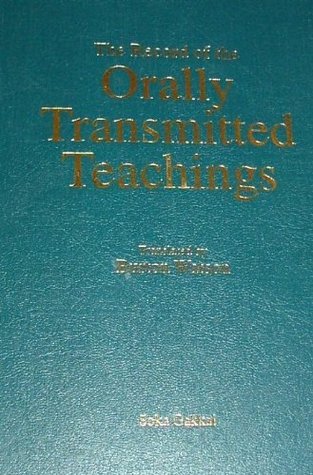 The Record of the
Orally
Transmitted
Teachings
Translated by
Burton Watson
Soka Gakkai